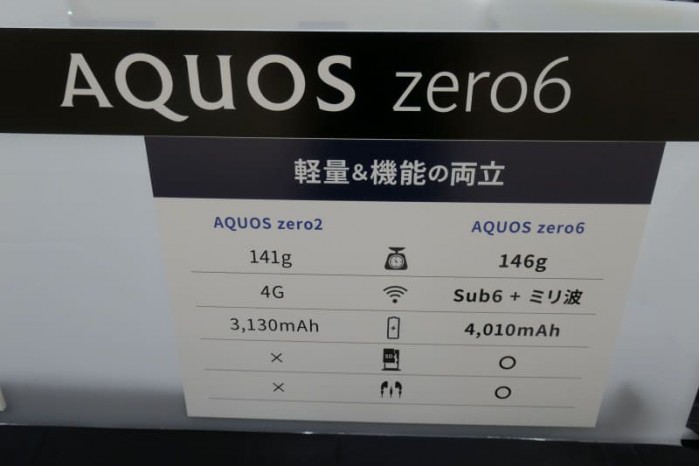 AQUOS zero6
軽量&機能の両立
AQUOS zero2 AQUOS zero6
141g 146g
4G Sub6 + ミリ波
3,130mAh 4,010mAh
× SD ○
× ○